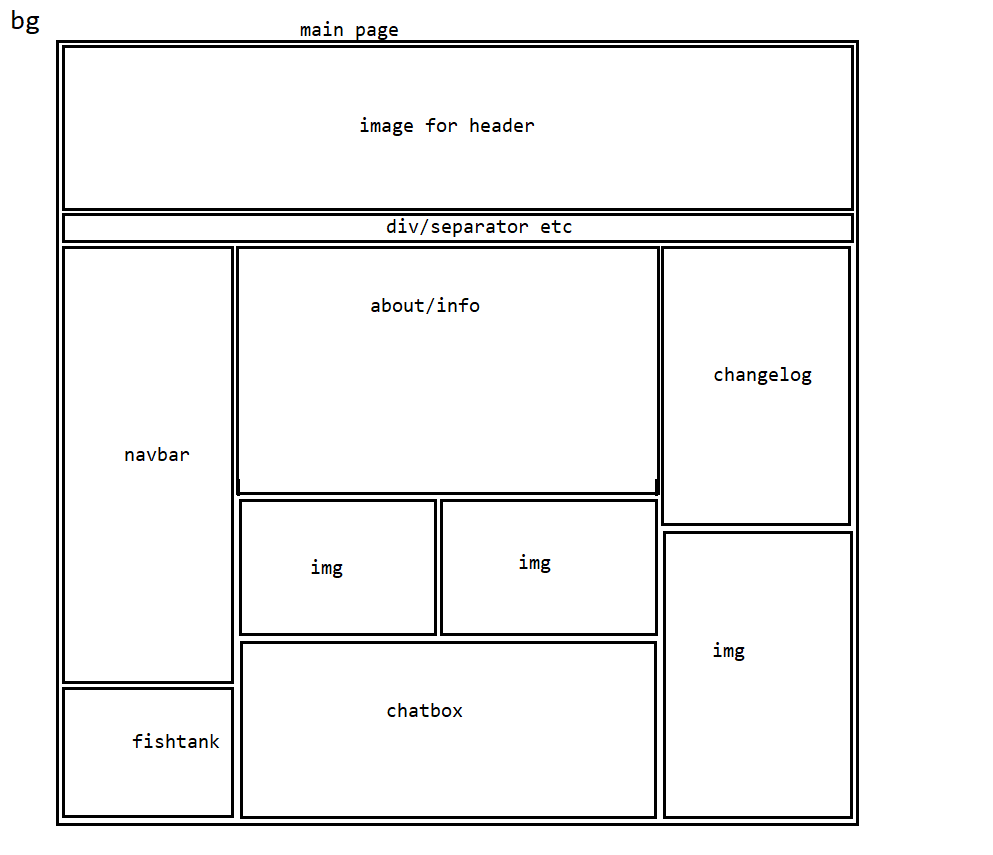 bg
main page
image for header
div/separator etc
about/info
changelog
navbar
img
img
img
chatbox
fishtank